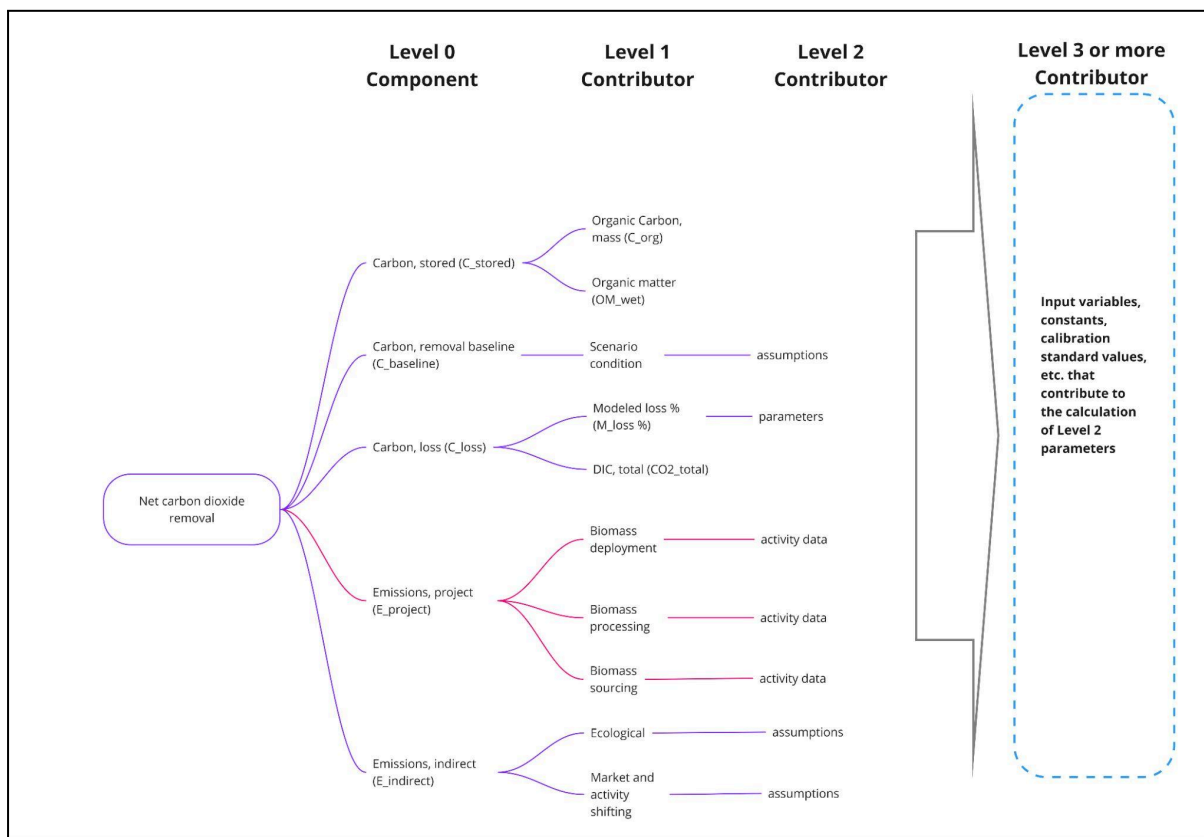 Level 0
Component
Level 1
Contributor
Level 2
Contributor
Level 3 or more
Contributor
Net carbon dioxide
removal
Carbon, stored (C_stored)
Organic Carbon,
mass (C_org)
Organic matter
(OM_wet)
Carbon, removal baseline
(C_baseline)
Scenario
condition
assumptions
Carbon, loss (C_loss)
Modeled loss %
(M_loss %)
parameters
DIC, total (CO2_total)
Emissions, project
(E_project)
Biomass
deployment
activity data
Biomass
processing
activity data
Biomass
sourcing
activity data
Emissions, indirect
(E_indirect)
Ecological
assumptions
Market and
activity
shifting
assumptions
Input variables,
constants,
calibration
standard values,
etc. that
contribute to
the calculation
of Level 2
parameters